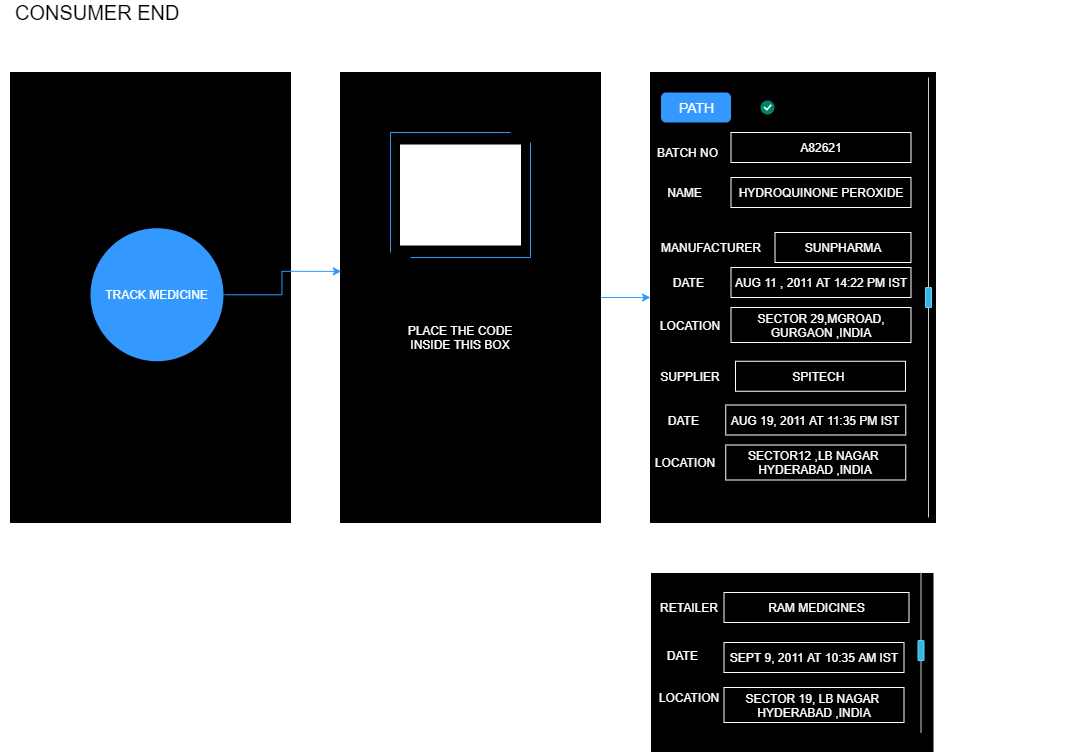 CONSUMER END
TRACK MEDICINE
PLACE THE CODE
INSIDE THIS BOX
PATH
BATCH NO A82621
NAME HYDROQUINONE PEROXIDE
MANUFACTURER SUNPHARMA
DATE AUG 11 , 2011 AT 14:22 PM IST
LOCATION SECTOR 29,MGROAD,
GURGAON ,INDIA
SUPPLIER SPITECH
DATE AUG 19, 2011 AT 11:35 PM IST
LOCATION SECTOR12 ,LB NAGAR
HYDERABAD ,INDIA
RETAILER RAM MEDICINES
DATE SEPT 9, 2011 AT 10:35 AM IST
LOCATION SECTOR 19, LB NAGAR
HYDERABAD ,INDIA